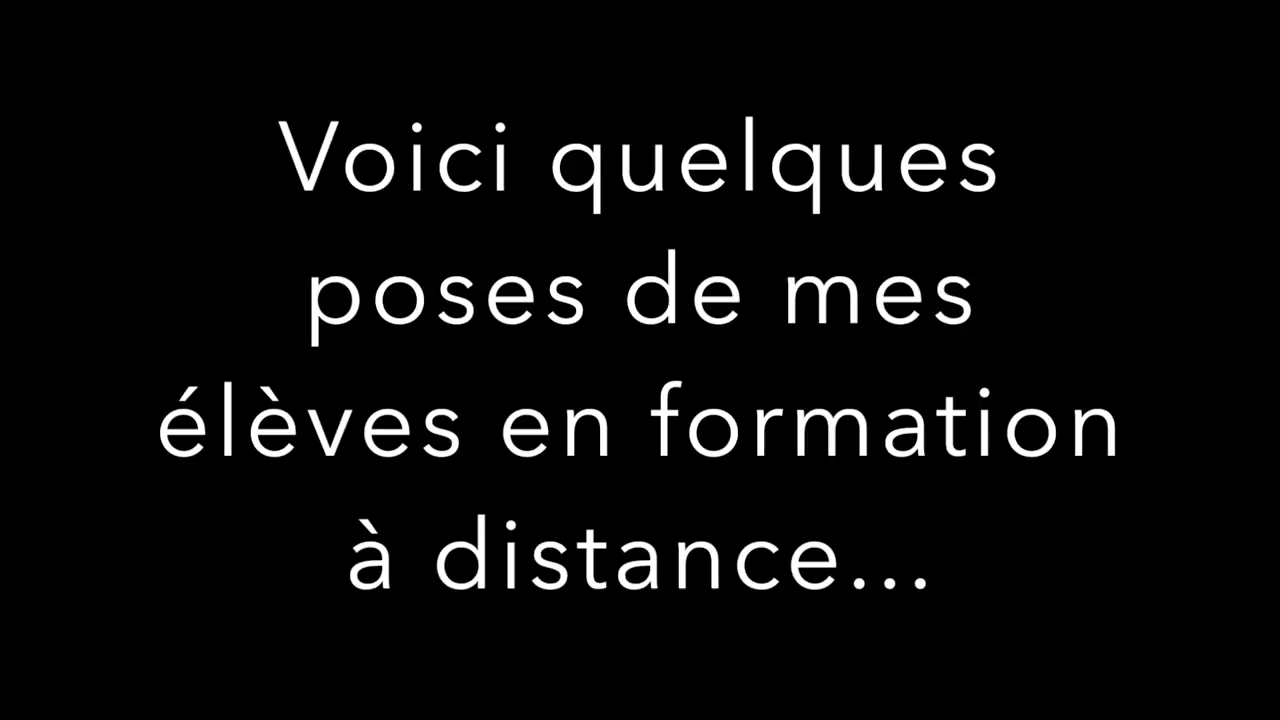 Voici quelques
poses de mes
élèves en formation
à distance...